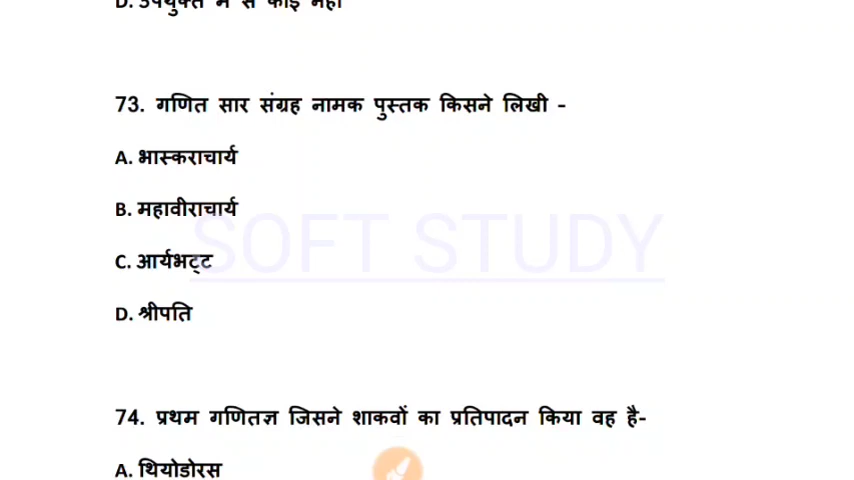 D. उपर्युक्त में से कोई नहीं
73. गणित सार संग्रह नामक पुस्तक किसने लिखी -
A. भास्कराचार्य
B. महावीराचार्य
SOFT STUDY
C. आर्यभट्ट
D. श्रीपति
74. प्रथम गणितज्ञ जिसने शाकवों का प्रतिपादन किया वह है-
A. थियोडोरस